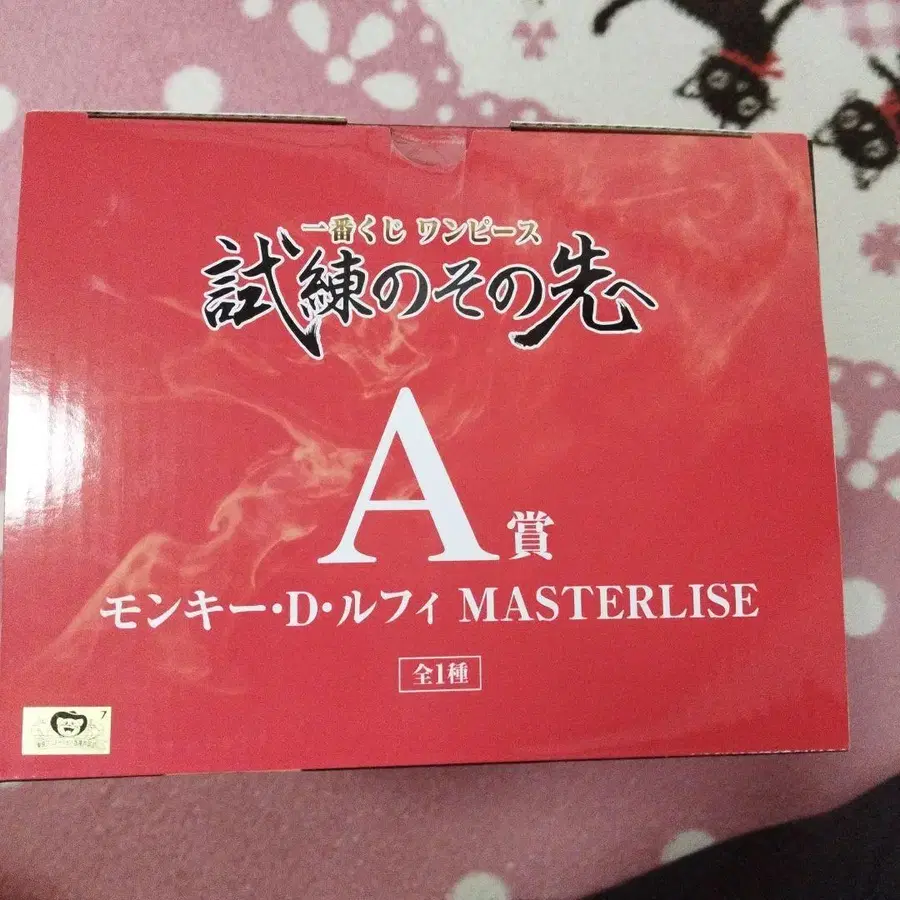 一番くじ ワンピース
試練のその先へ
A賞
モンキー・D・ルフィ MASTERLISE
全1種
7